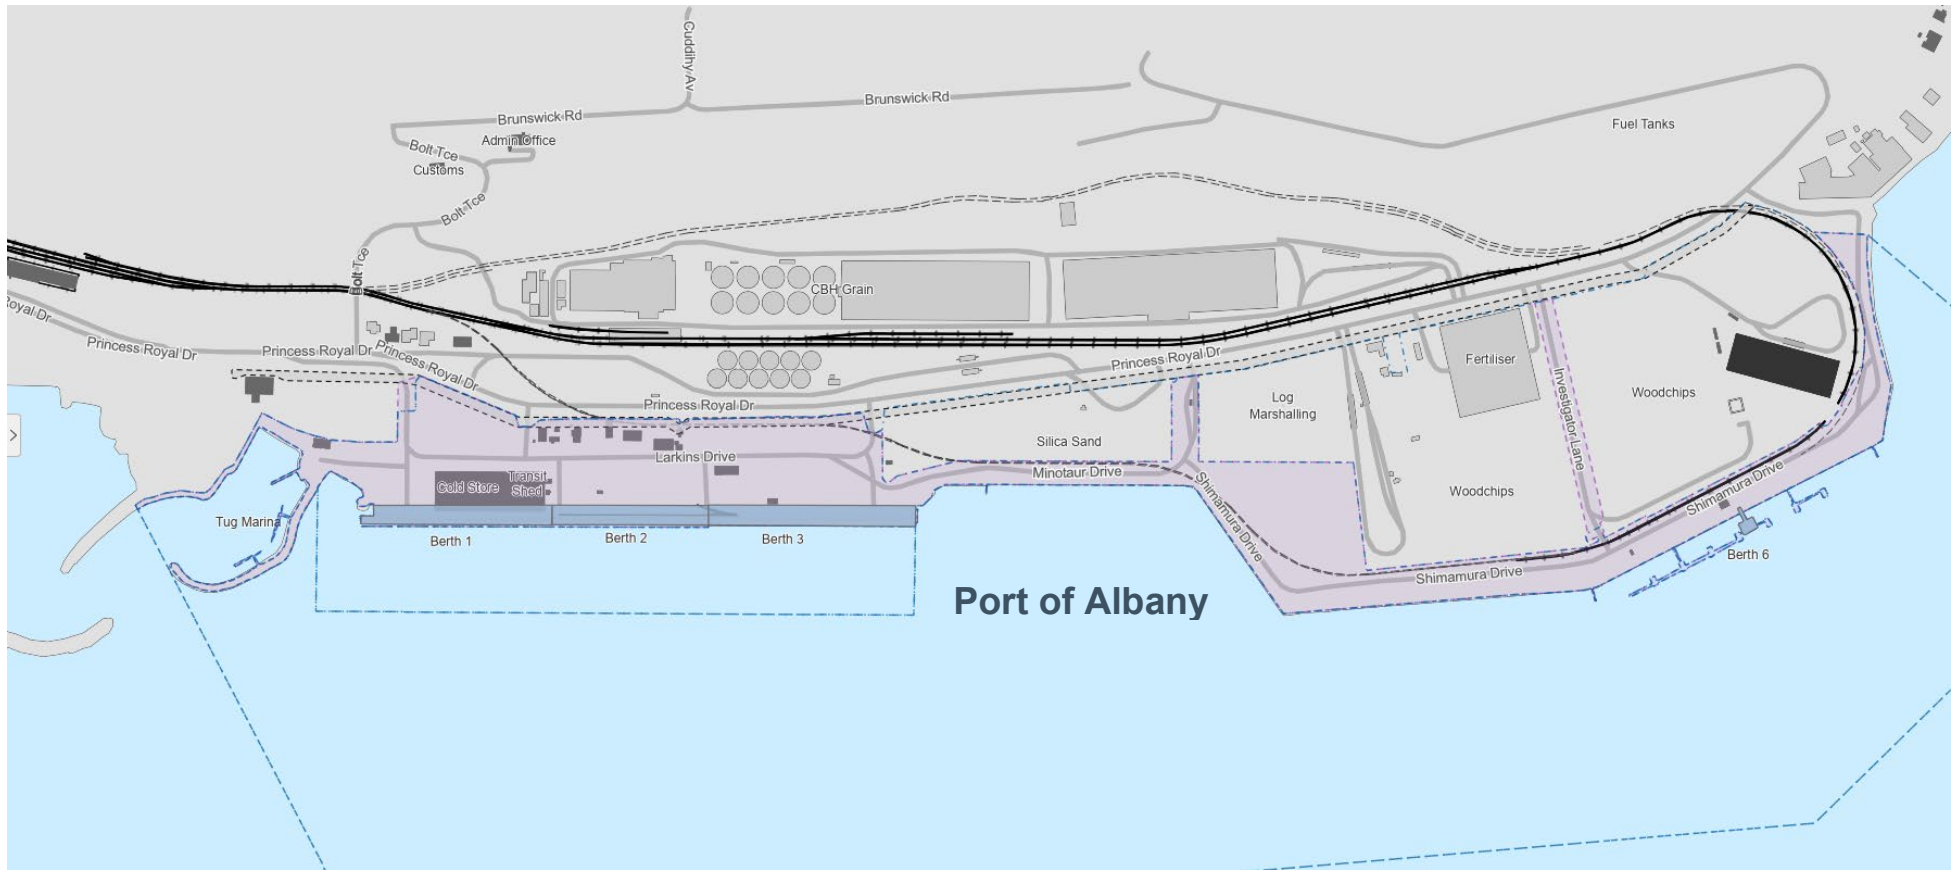 Cuddihy Av
Brunswick Rd
Brunswick Rd
Fuel Tanks
Admin Office
Bolt Tce
Customs
Bolt Tce
Bolt Tce
CBH Grain
Royal Dr
Princess Royal Dr
Princess Royal Dr
Princess Royal Dr
Princess Royal Dr
Princess Royal Dr
Fertiliser
Investigator Lane
Woodchips
Log
Marshalling
Silica Sand
Larkins Drive
Minotaur Drive
Cold Store
Transit
Shed
Shimamura Drive
Woodchips
Shimamura Drive
Tug Marina
Berth 1
Berth 2
Berth 3
Berth 6
Shimamura Drive
Port of Albany